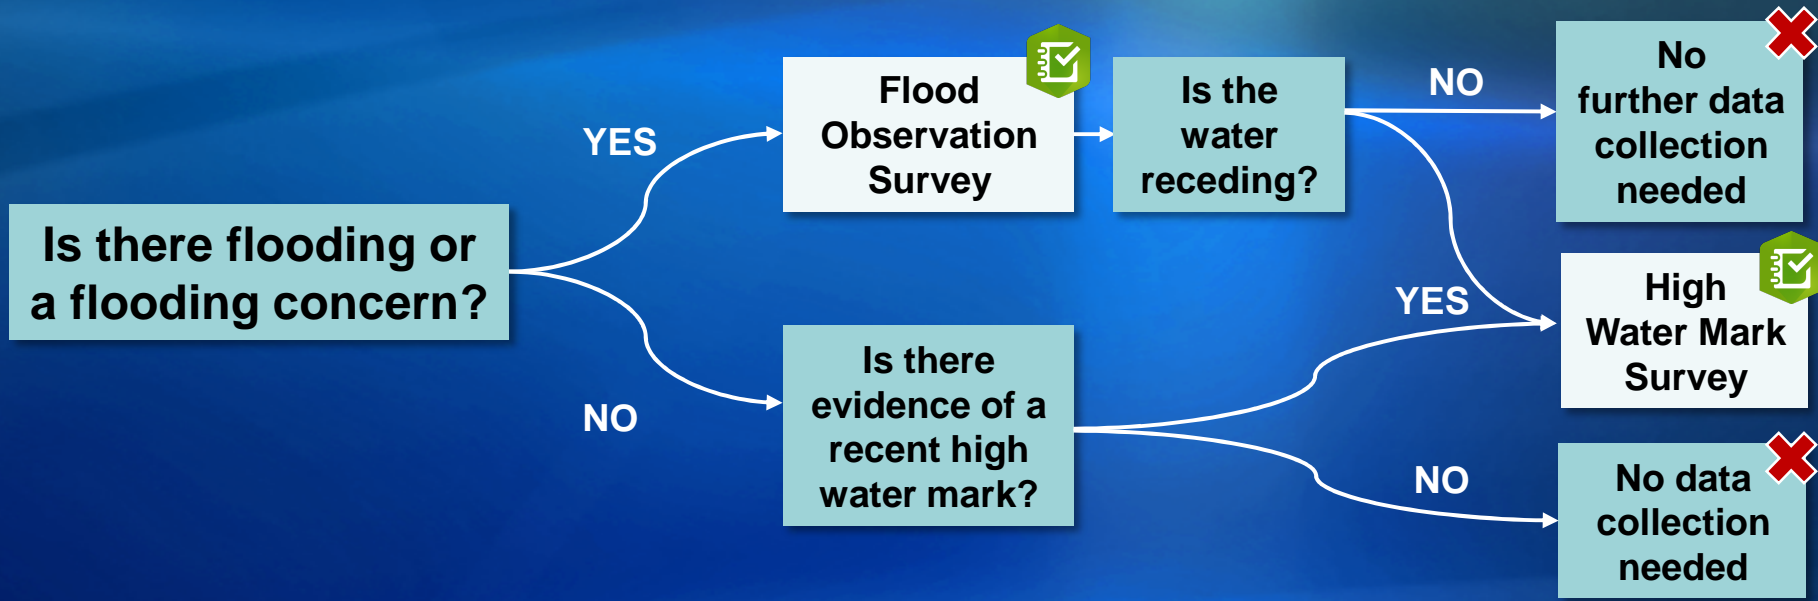 Is there flooding or
a flooding concern?
YES
NO
Flood
Observation
Survey
Is the
water
receding?
NO
No
further data
collection
needed
YES
High
Water Mark
Survey
Is there
evidence of a
recent high
water mark?
NO
No data
collection
needed